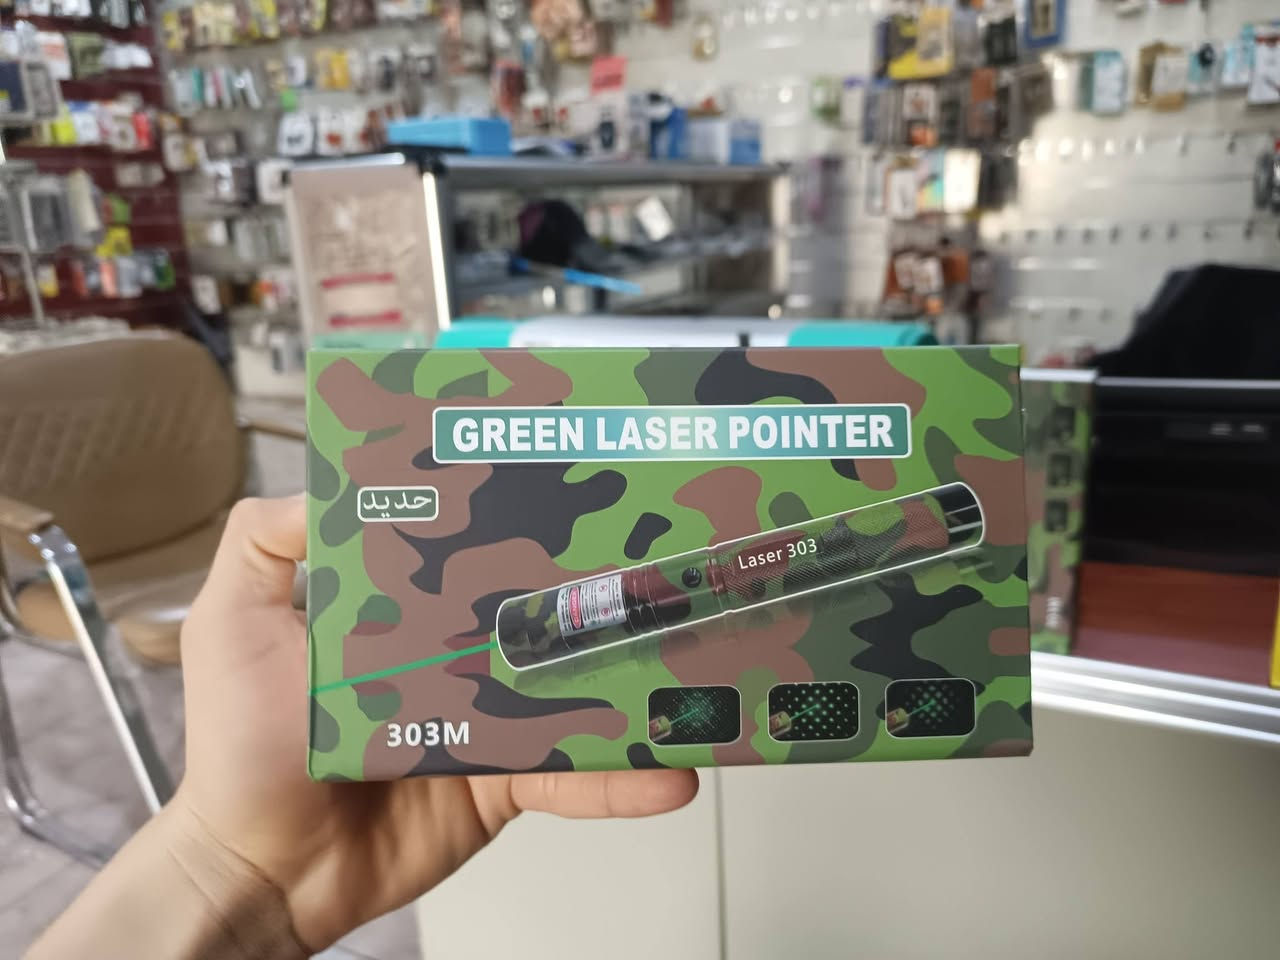 GREEN LASER POINTER
حديد
Laser 303
303M